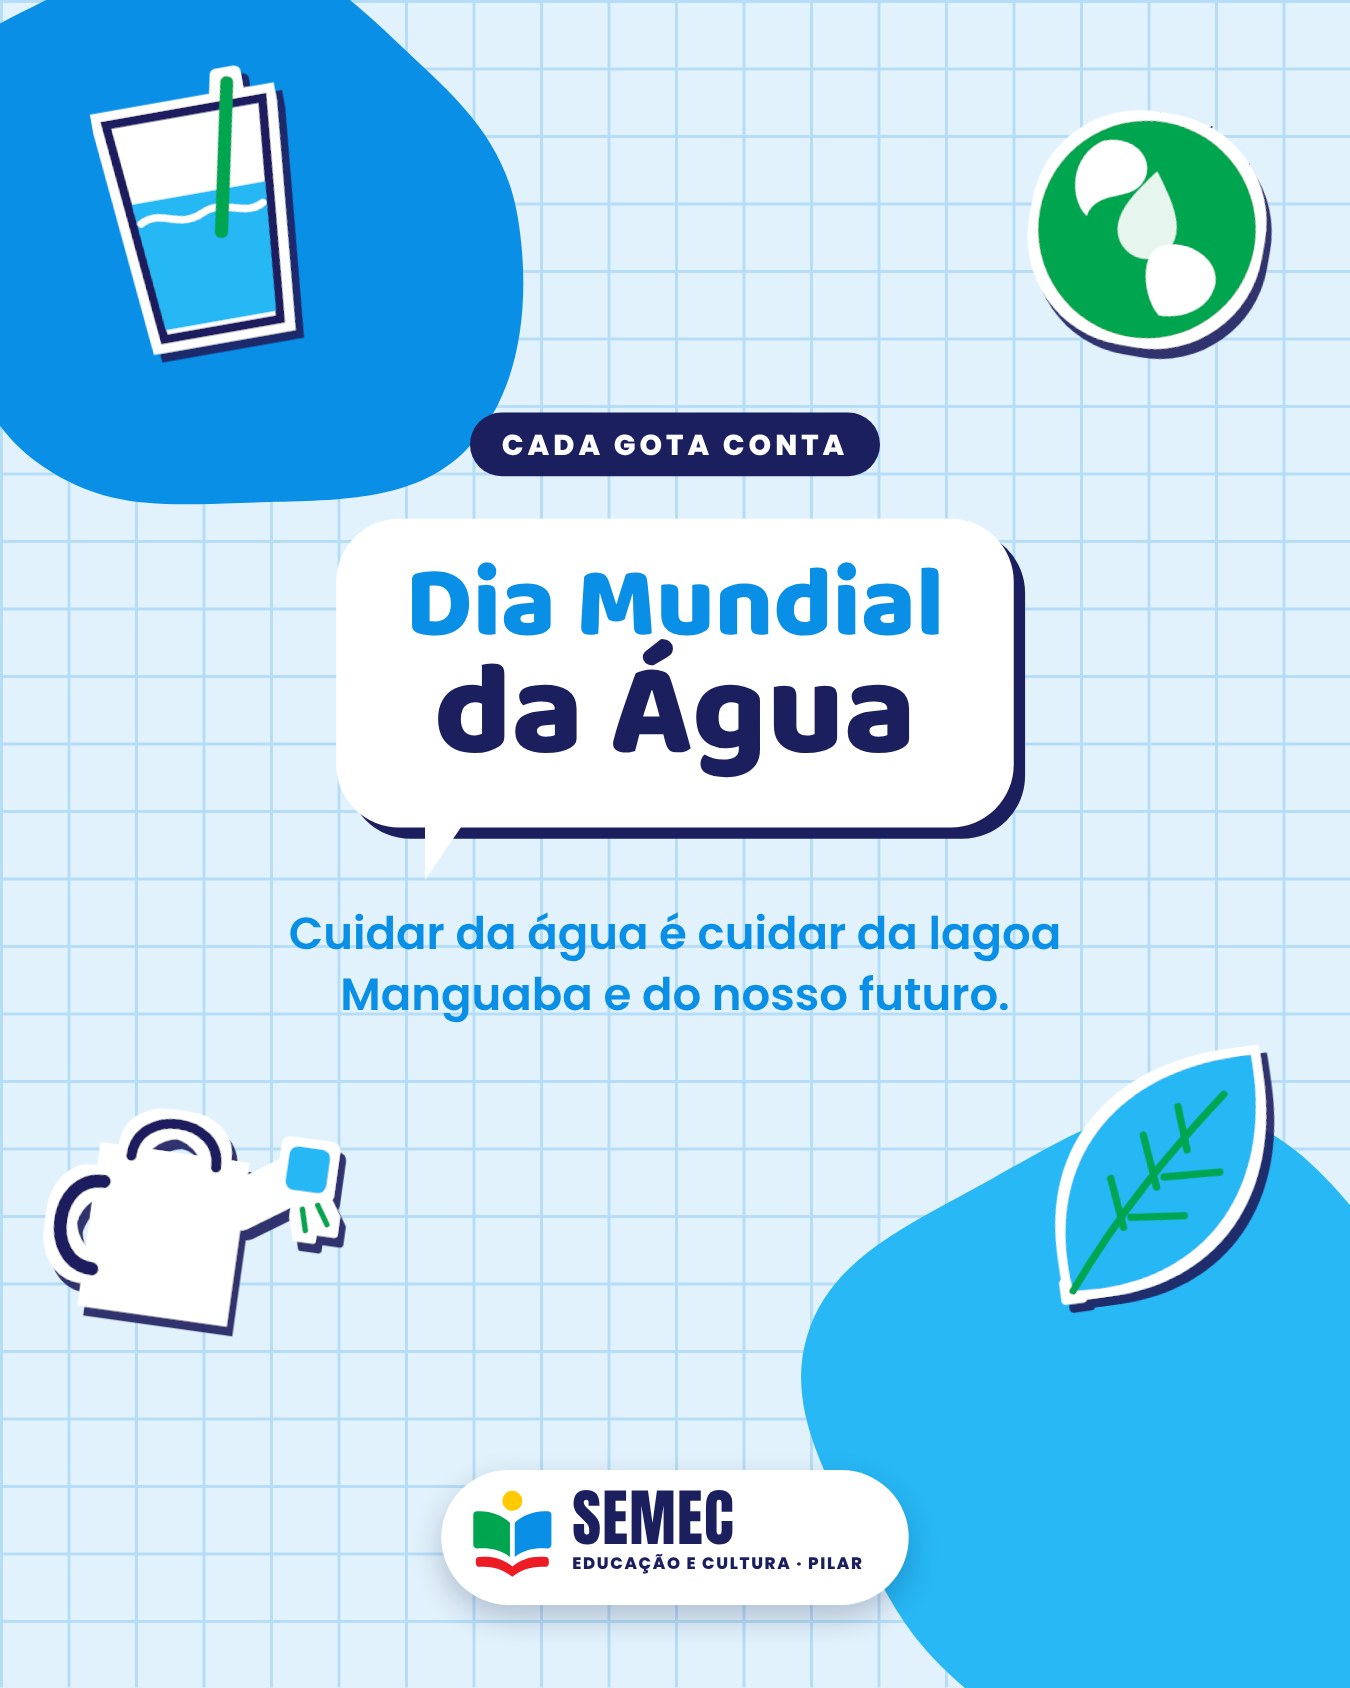 CADA GOTA CONTA
Dia Mundial
da Água
Cuidar da água é cuidar da lagoa
Manguaba e do nosso futuro.
SEMEC
EDUCAÇÃO E CULTURA · PILAR